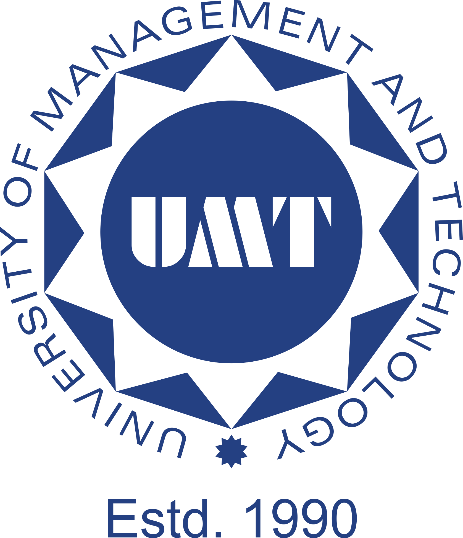 UNIVERSITY OF MANAGEMENT AND TECHNOLOGY
UMT
Estd. 1990